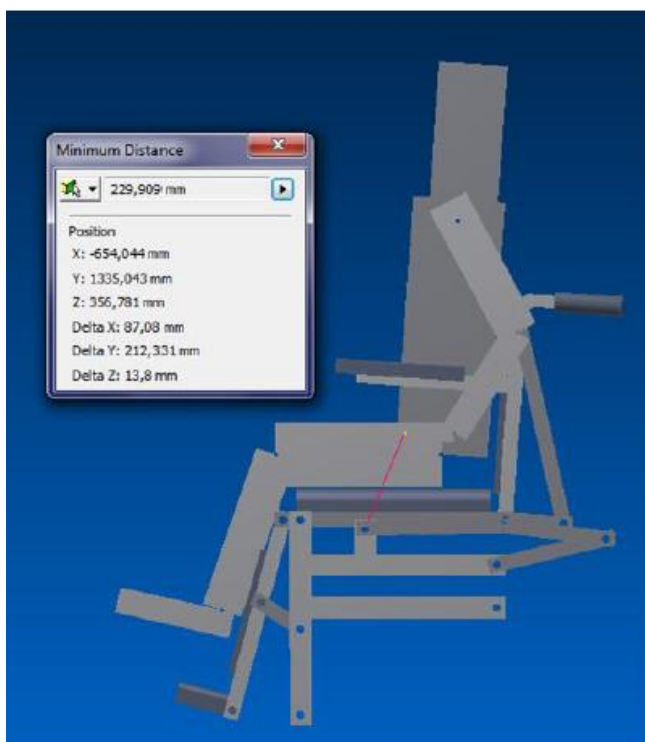 Minimum Distance
229,909 mm
Position
X: -654,044 mm
Y: 1335,043 mm
Z: 356,781 mm
Delta X: 87,08 mm
Delta Y: 212,331 mm
Delta Z: 13,8 mm